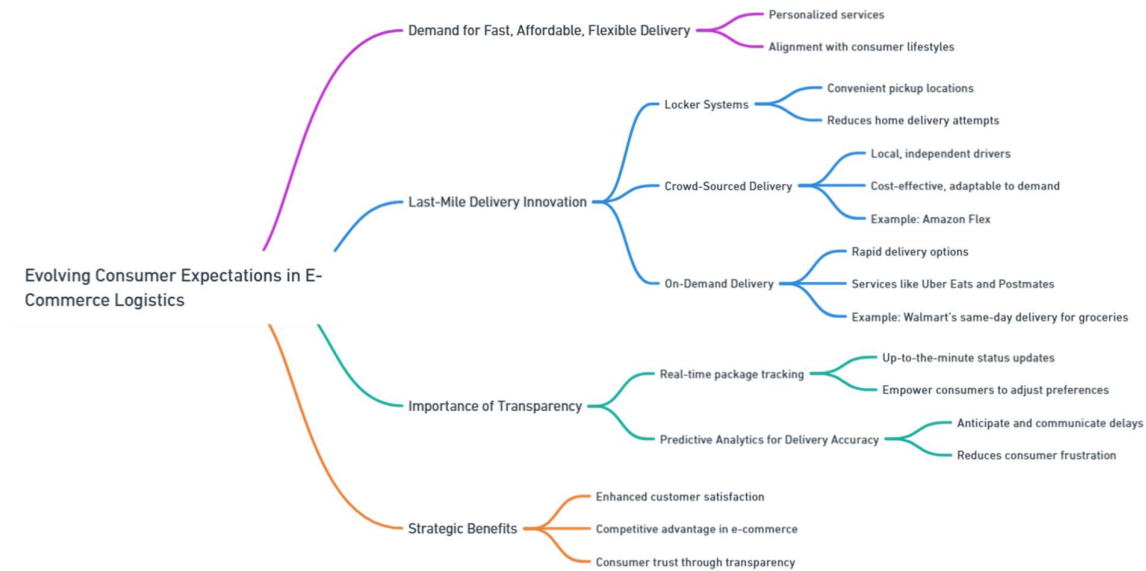 Demand for Fast, Affordable, Flexible Delivery
Personalized services
Alignment with consumer lifestyles
Last-Mile Delivery Innovation
Locker Systems
Convenient pickup locations
Reduces home delivery attempts
Crowd-Sourced Delivery
Local, independent drivers
Cost-effective, adaptable to demand
Example: Amazon Flex
On-Demand Delivery
Rapid delivery options
Services like Uber Eats and Postmates
Example: Walmart's same-day delivery for groceries
Evolving Consumer Expectations in E-
Commerce Logistics
Importance of Transparency
Real-time package tracking
Up-to-the-minute status updates
Empower consumers to adjust preferences
Predictive Analytics for Delivery Accuracy
Anticipate and communicate delays
Reduces consumer frustration
Strategic Benefits
Enhanced customer satisfaction
Competitive advantage in e-commerce
Consumer trust through transparency